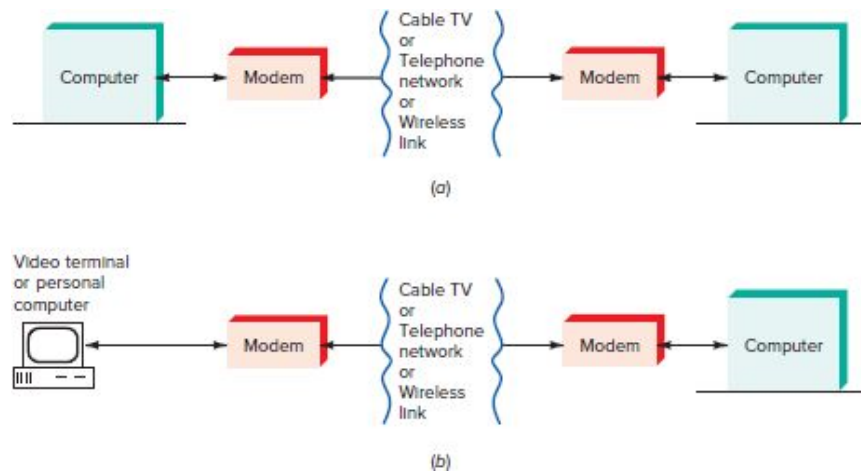 Computer
Modem
Cable TV
or
Telephone
network
or
Wireless
link
Modem
Computer
(a)
Video terminal
or personal
computer
Modem
Cable TV
or
Telephone
network
or
Wireless
link
Modem
Computer
(b)